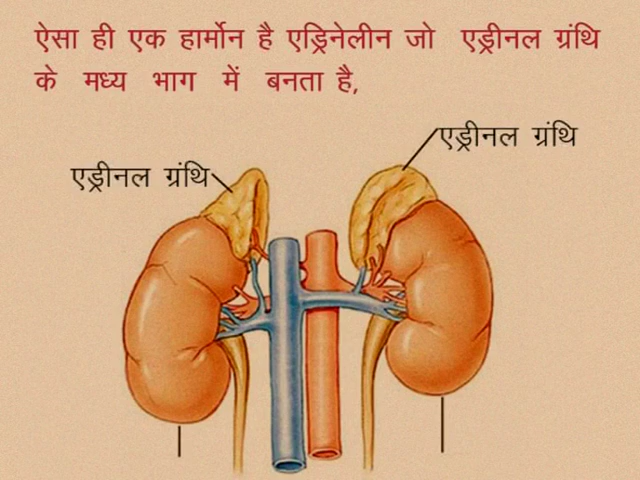 ऐसा ही एक हार्मोन है एड्रिनेलीन जो एड्रीनल ग्रंथि
के मध्य भाग में बनता है,
एड्रीनल ग्रंथि
एड्रीनल ग्रंथि